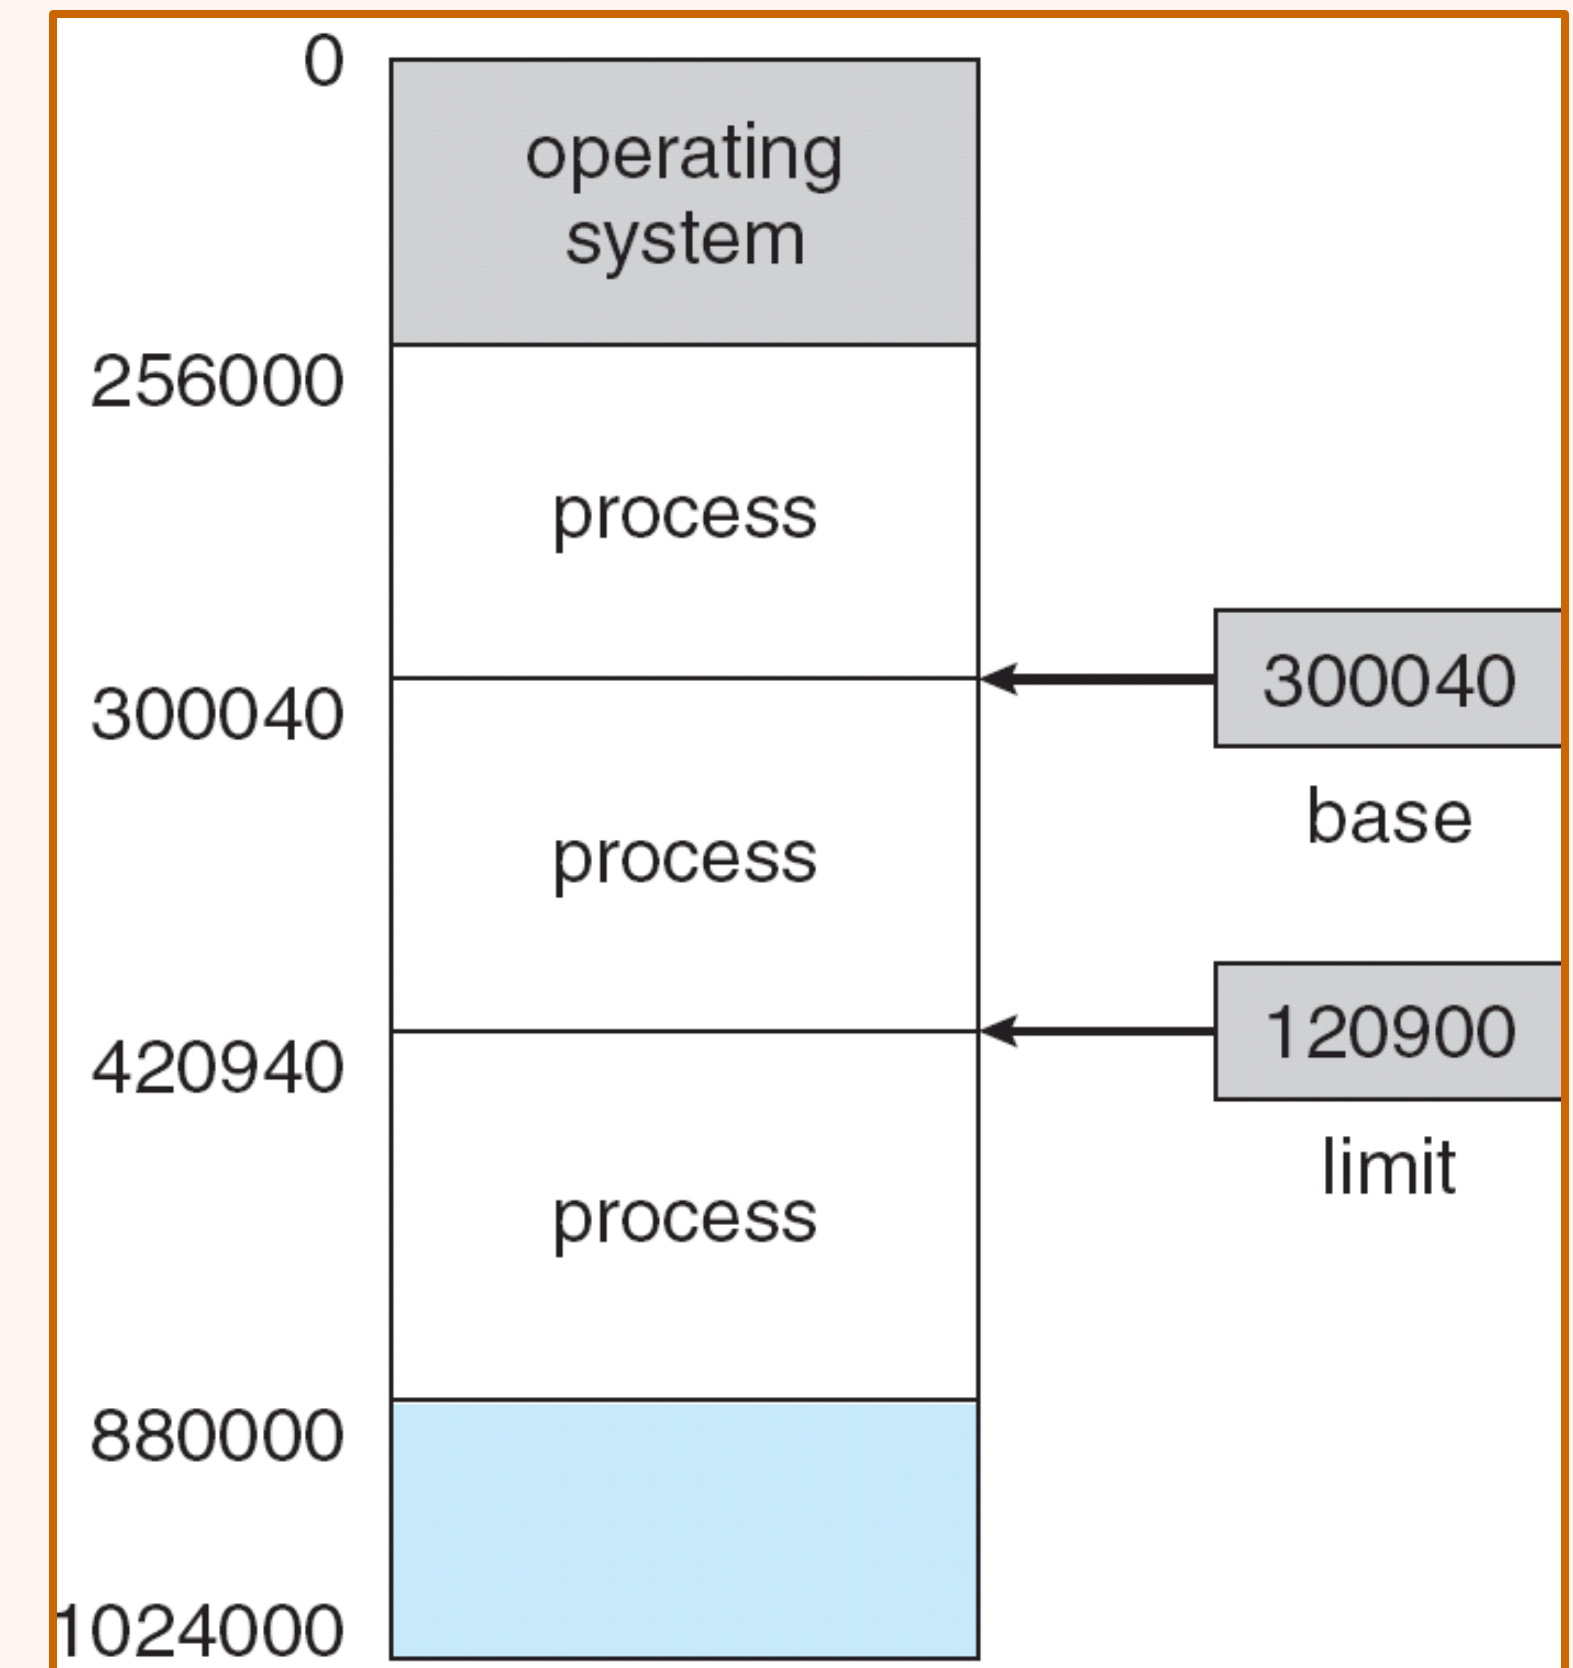 0
operating
system
256000
process
300040
300040
base
process
420940
120900
limit
process
880000
1024000